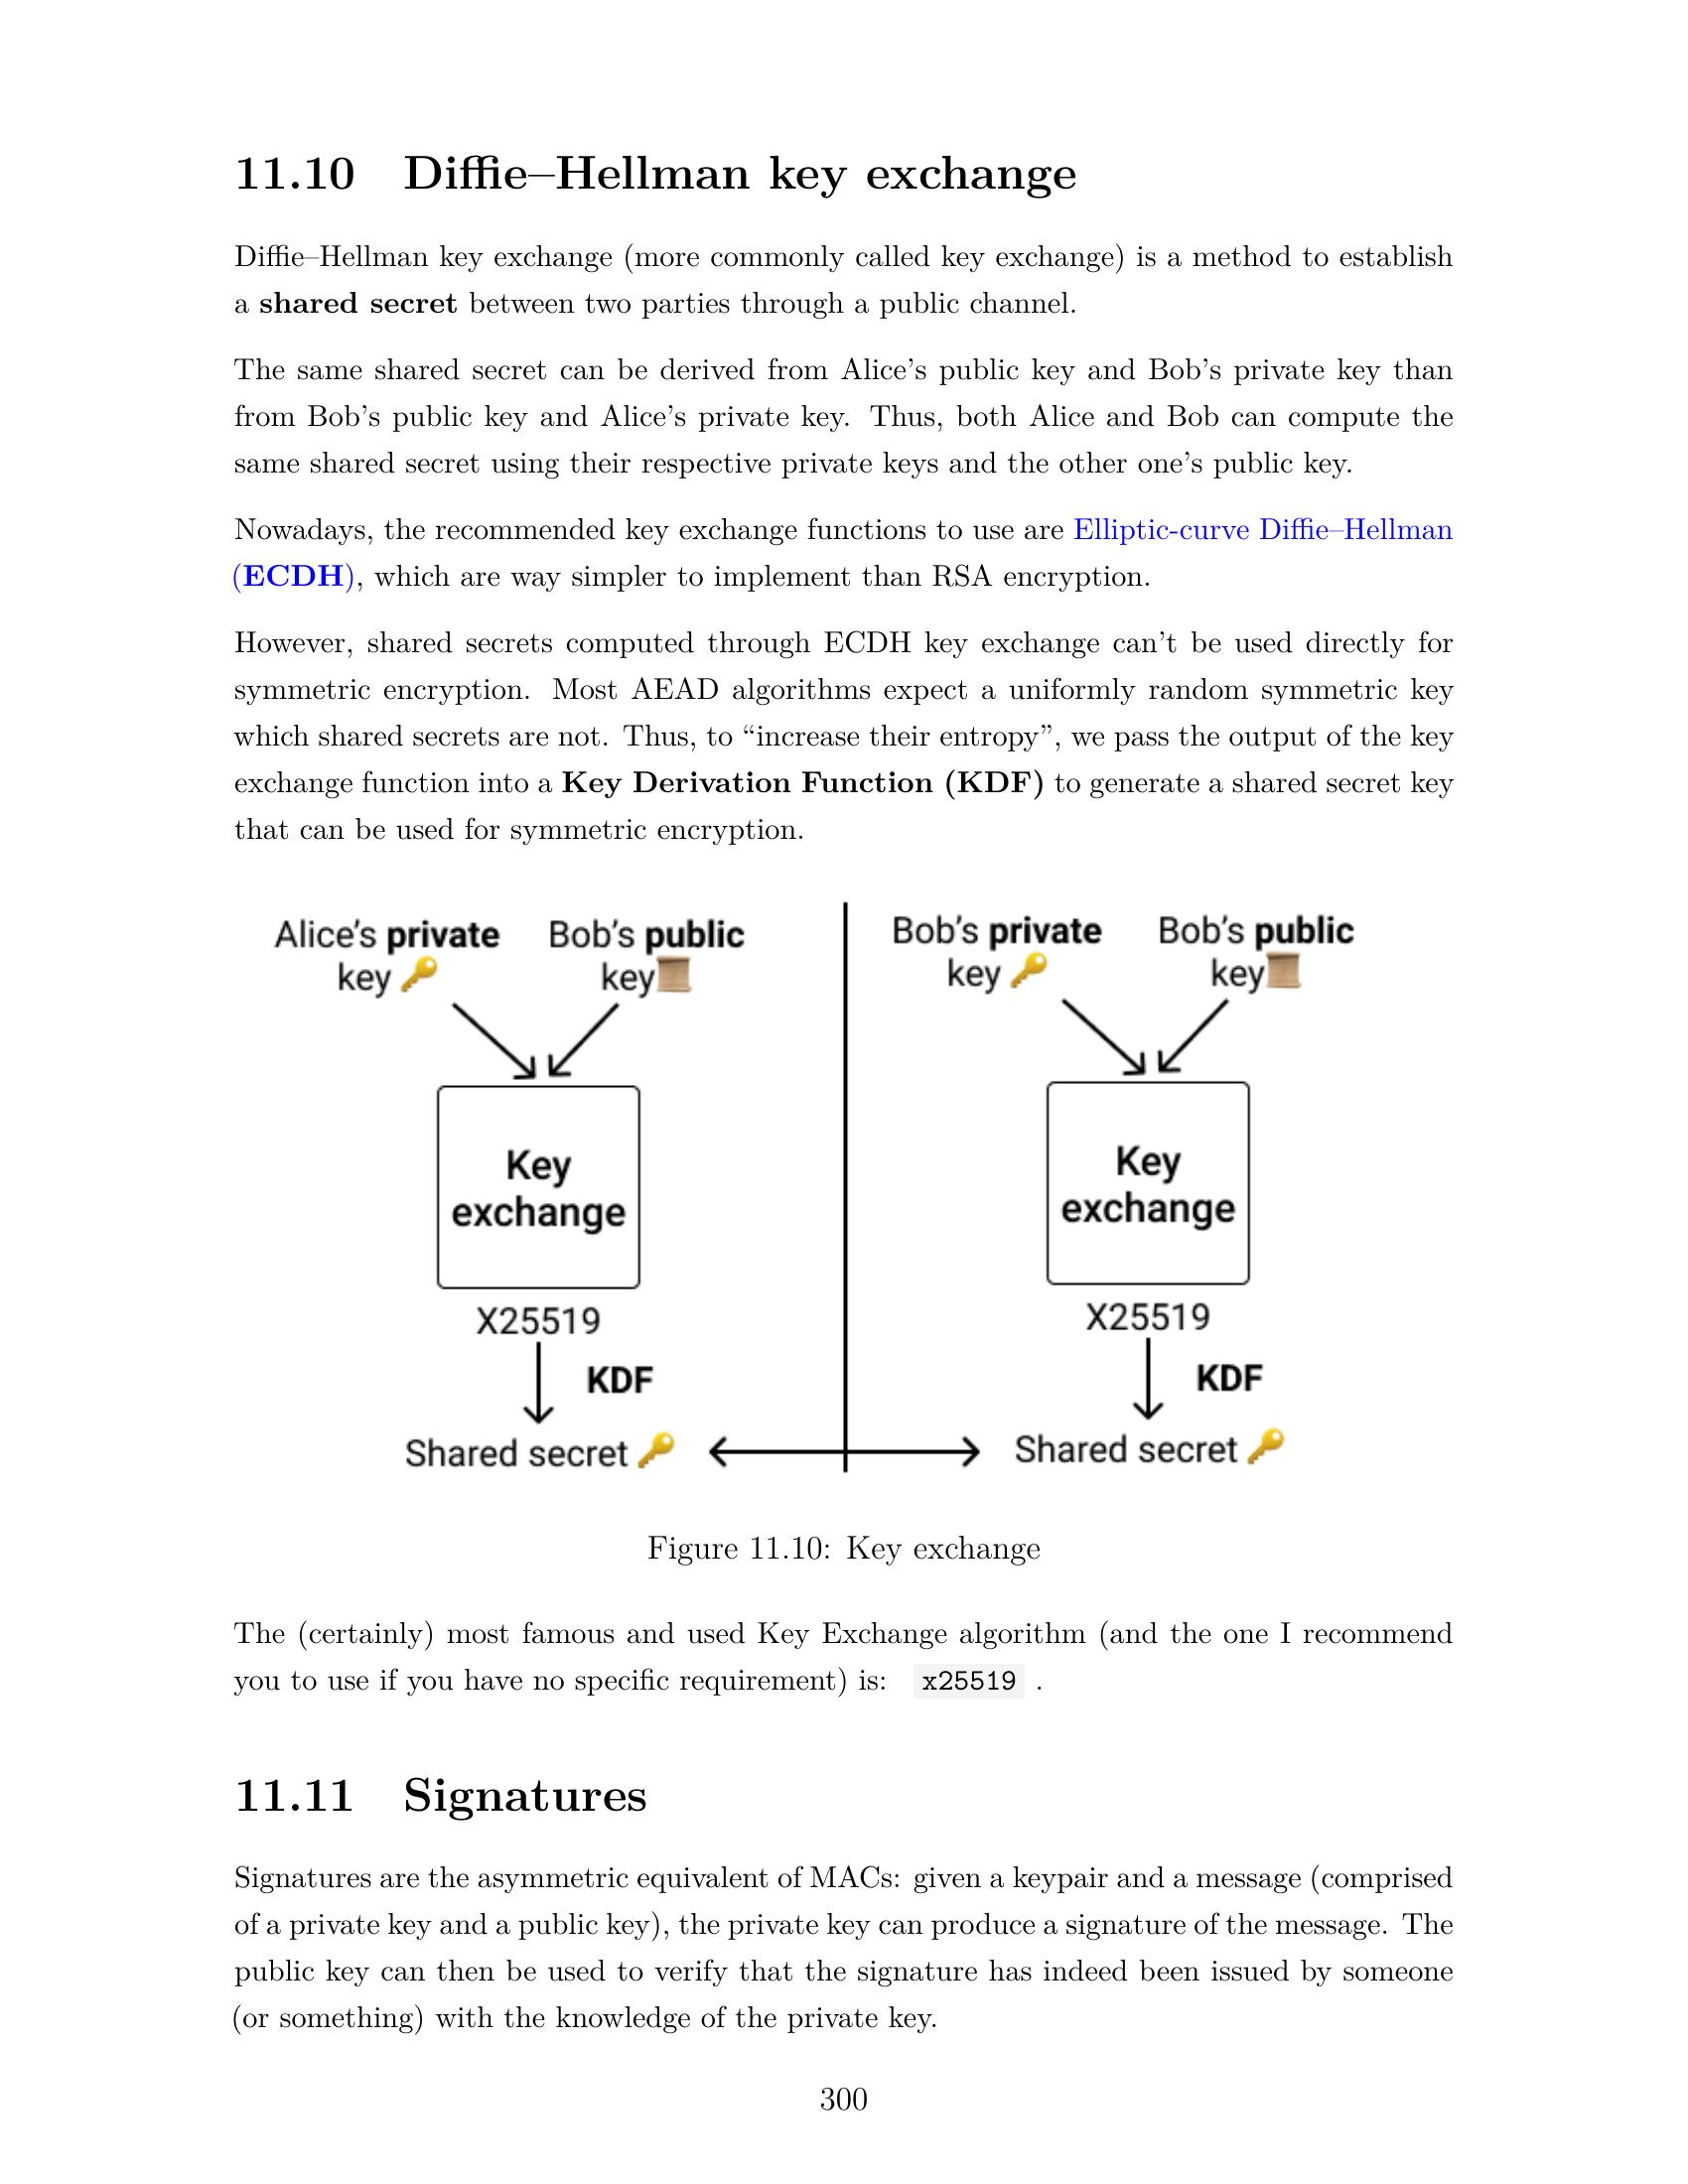 11.10 Diffie–Hellman key exchange
Diffie–Hellman key exchange (more commonly called key exchange) is a method to establish
a shared secret between two parties through a public channel.
The same shared secret can be derived from Alice's public key and Bob's private key than
from Bob's public key and Alice's private key. Thus, both Alice and Bob can compute the
same shared secret using their respective private keys and the other one's public key.
Nowadays, the recommended key exchange functions to use are Elliptic-curve Diffie–Hellman
(ECDH), which are way simpler to implement than RSA encryption.
However, shared secrets computed through ECDH key exchange can't be used directly for
symmetric encryption. Most AEAD algorithms expect a uniformly random symmetric key
which shared secrets are not. Thus, to “increase their entropy”, we pass the output of the key
exchange function into a Key Derivation Function (KDF) to generate a shared secret key
that can be used for symmetric encryption.
Alice's private
key
Bob's public
key
Key
exchange
X25519
KDF
Shared secret
Bob's private
key
Bob's public
key
Key
exchange
X25519
KDF
Shared secret
Figure 11.10: Key exchange
The (certainly) most famous and used Key Exchange algorithm (and the one I recommend
you to use if you have no specific requirement) is: x25519 .
11.11 Signatures
Signatures are the asymmetric equivalent of MACs: given a keypair and a message (comprised
of a private key and a public key), the private key can produce a signature of the message. The
public key can then be used to verify that the signature has indeed been issued by someone
(or something) with the knowledge of the private key.
300